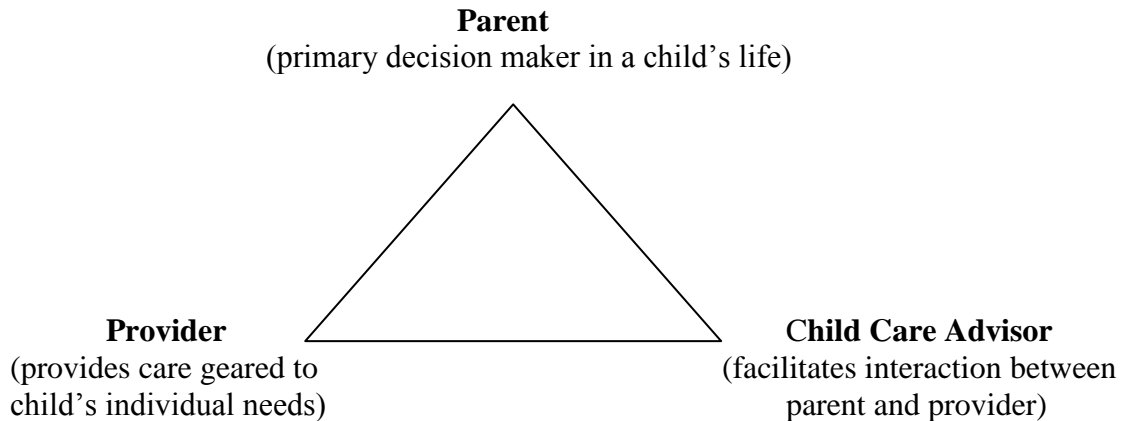 Parent
(primary decision maker in a child’s life)
Provider
(provides care geared to
child’s individual needs)
Child Care Advisor
(facilitates interaction between
parent and provider)